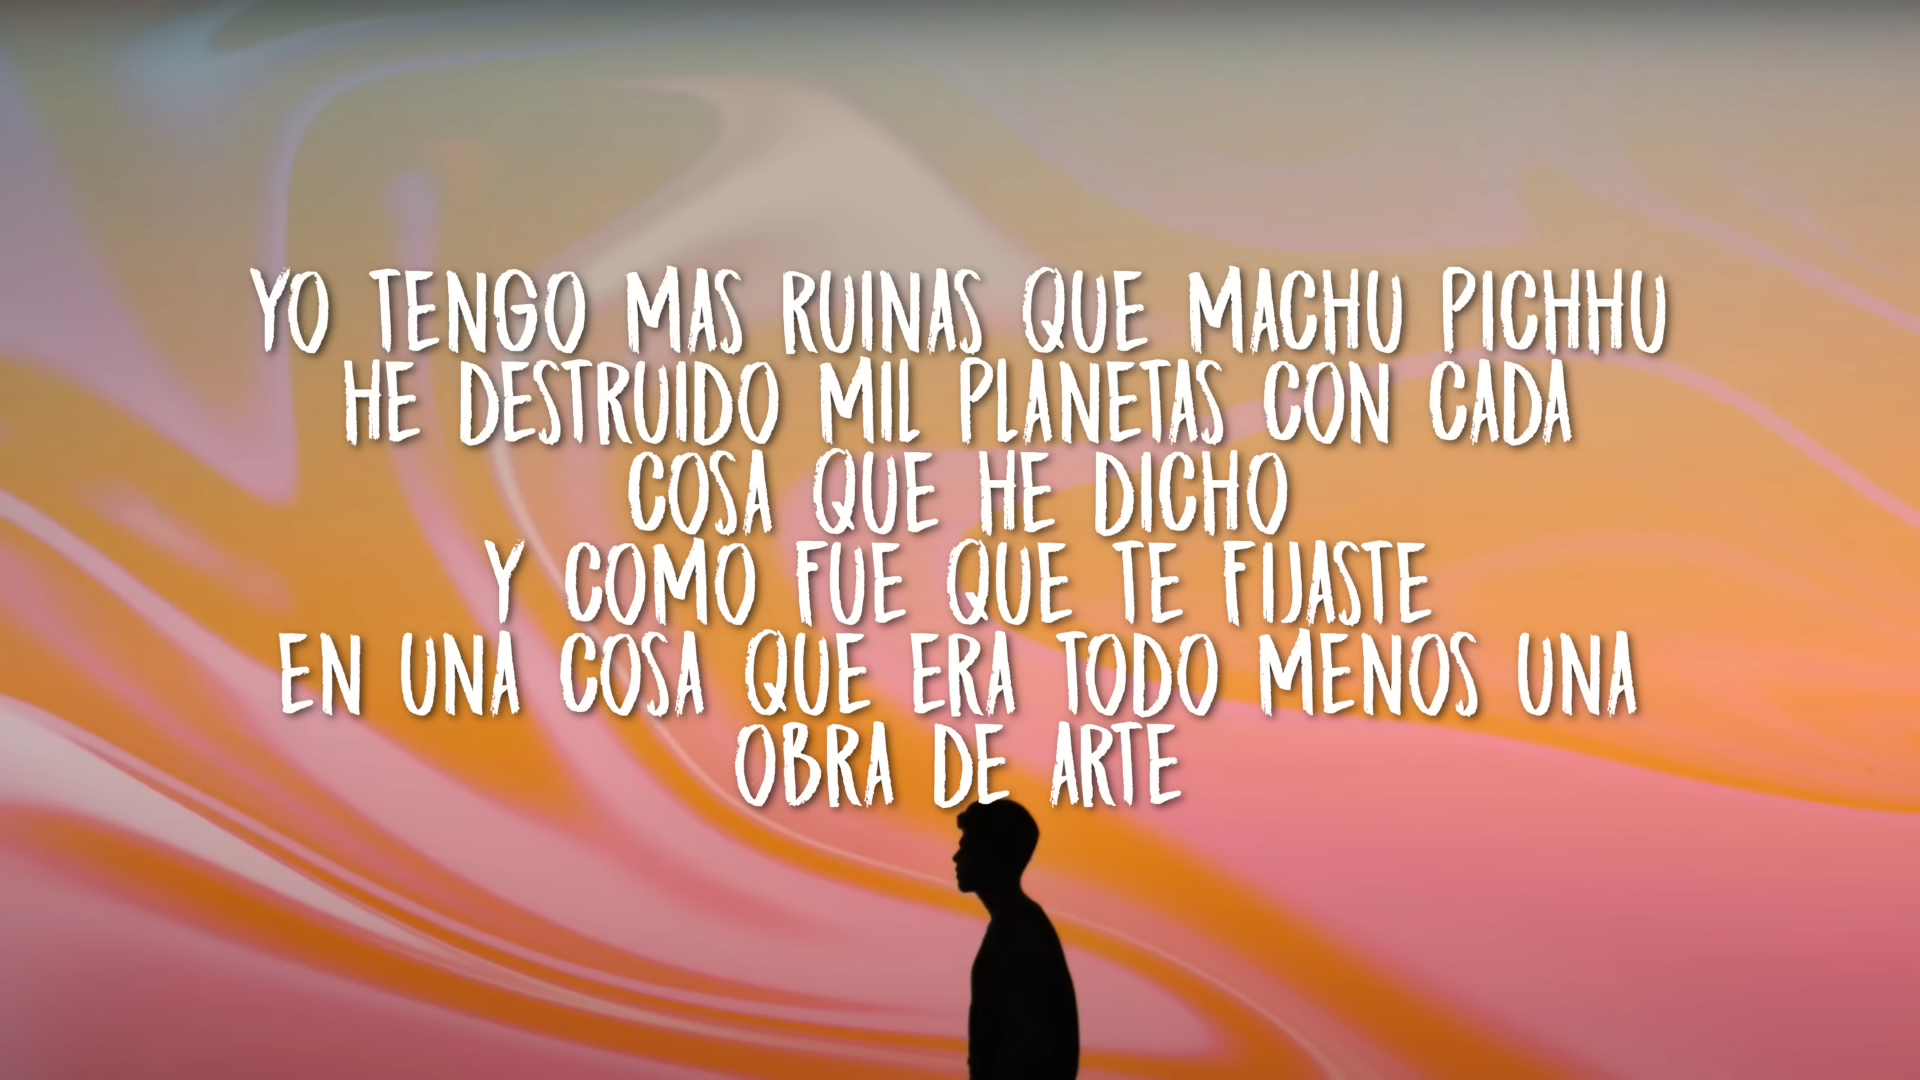 YO TENGO MAS RUINAS QUE MACHU PICHHU
HE DESTRUIDO MIL PLANETAS CON CADA
COSA QUE HE DICHO
Y COMO FUE QUE TE FIJASTE
EN UNA COSA QUE ERA TODO MENOS UNA
OBRA DE ARTE